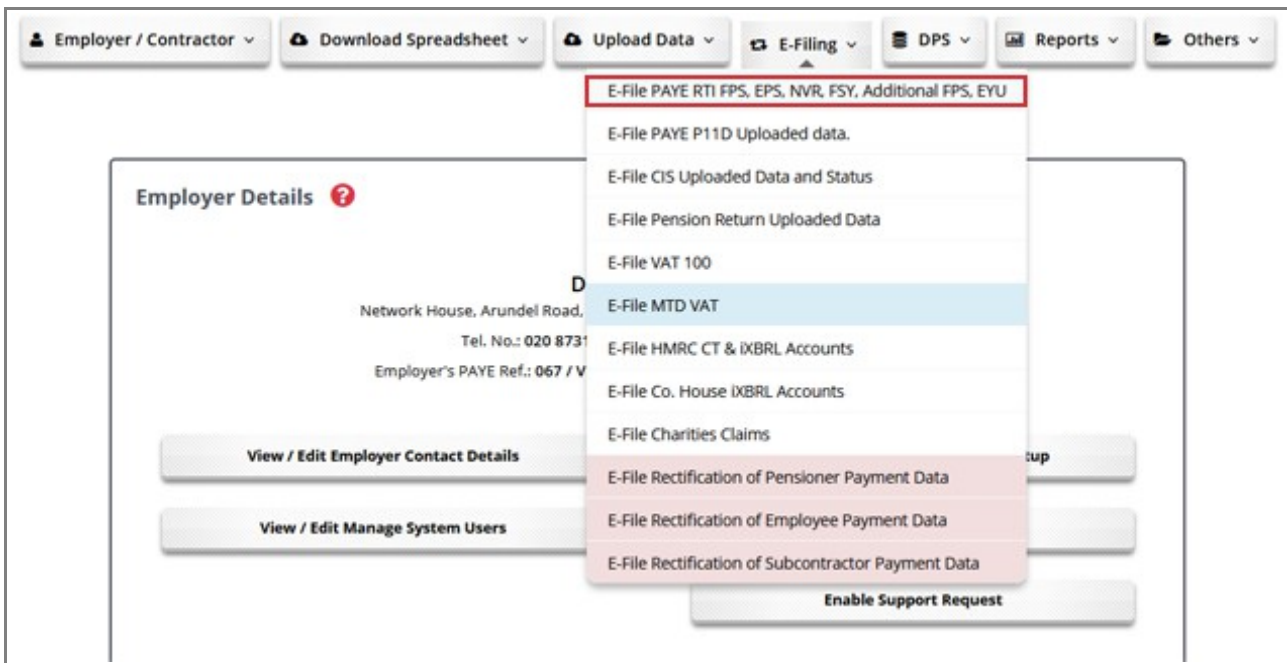 Employer / Contractor
Download Spreadsheet
Upload Data
E-Filing
DPS
Reports
Others
E-File PAYE RTI FPS, EPS, NVR, FSY, Additional FPS, EYU
E-File PAYE P11D Uploaded data.
E-File CIS Uploaded Data and Status
E-File Pension Return Uploaded Data
E-File VAT 100
E-File MTD VAT
E-File HMRC CT & iXBRL Accounts
E-File Co. House iXBRL Accounts
E-File Charities Claims
E-File Rectification of Pensioner Payment Data
E-File Rectification of Employee Payment Data
E-File Rectification of Subcontractor Payment Data
Employer Details ?
D
Network House, Arundel Road,
Tel. No.: 020 8731
Employer's PAYE Ref.: 067 / V
View / Edit Employer Contact Details
tup
View / Edit Manage System Users
Enable Support Request